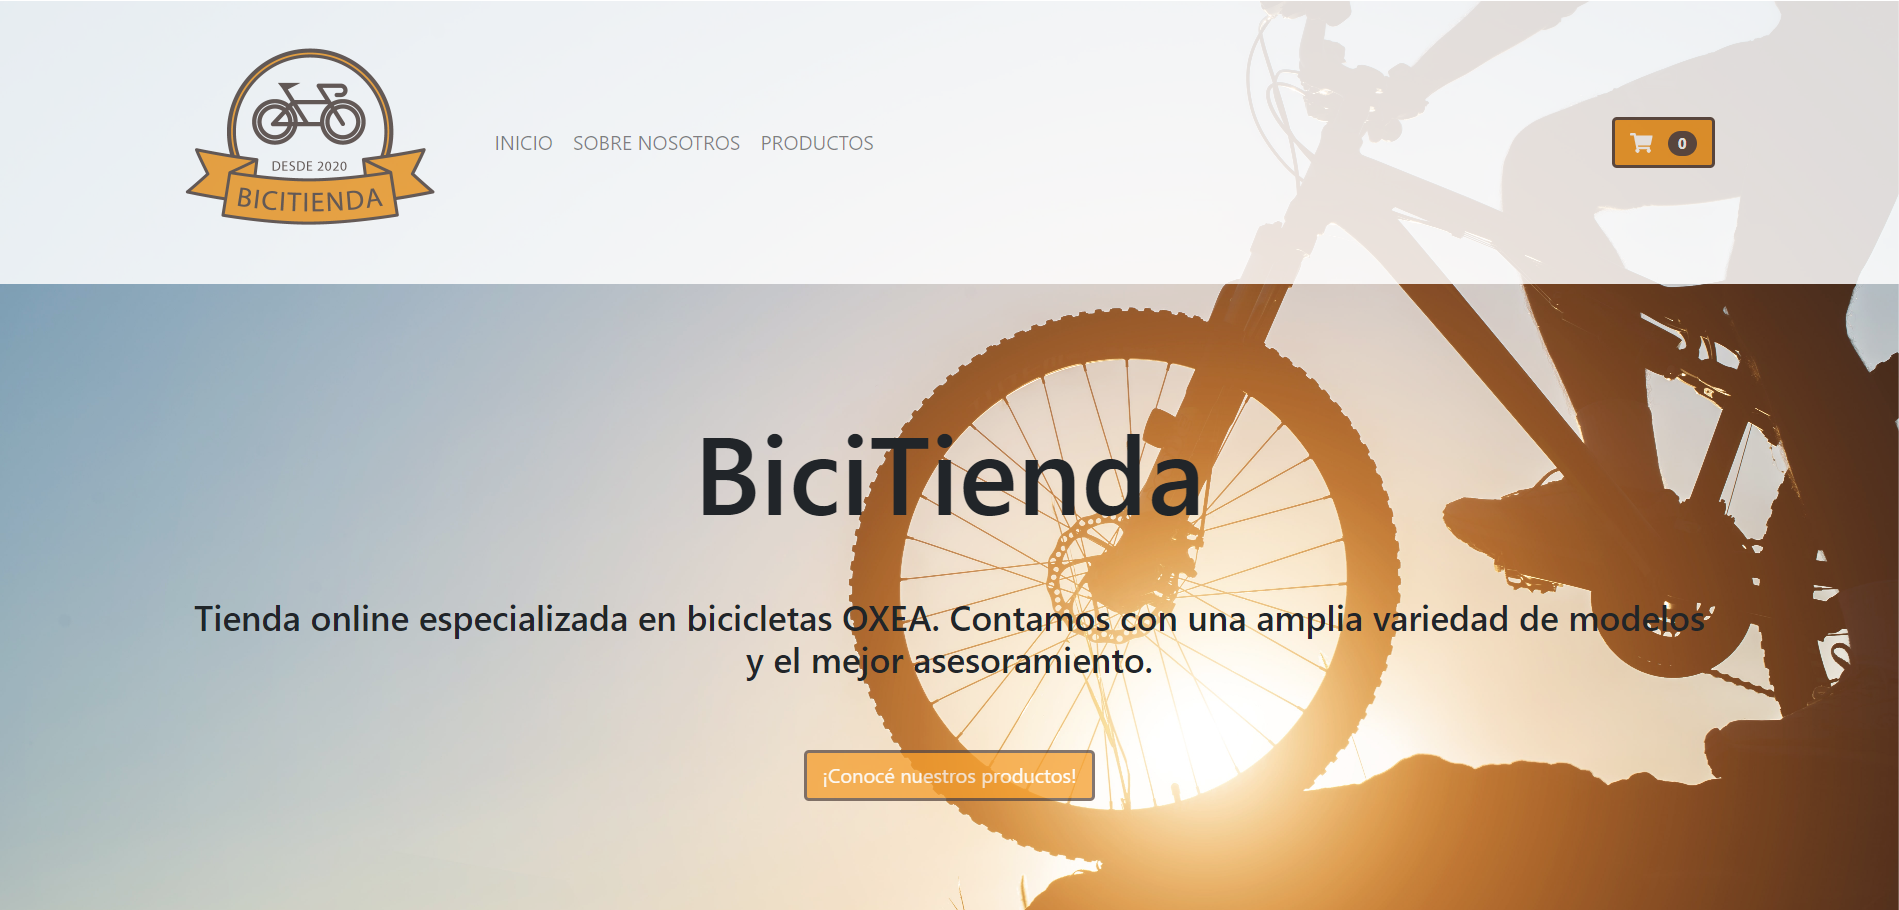 DESDE 2020
BICITIENDA
INICIO SOBRE NOSOTROS PRODUCTOS
0
BiciTienda
Tienda online especializada en bicicletas OXEA. Contamos con una amplia variedad de modelos
y el mejor asesoramiento.
¡Conocé nuestros productos!